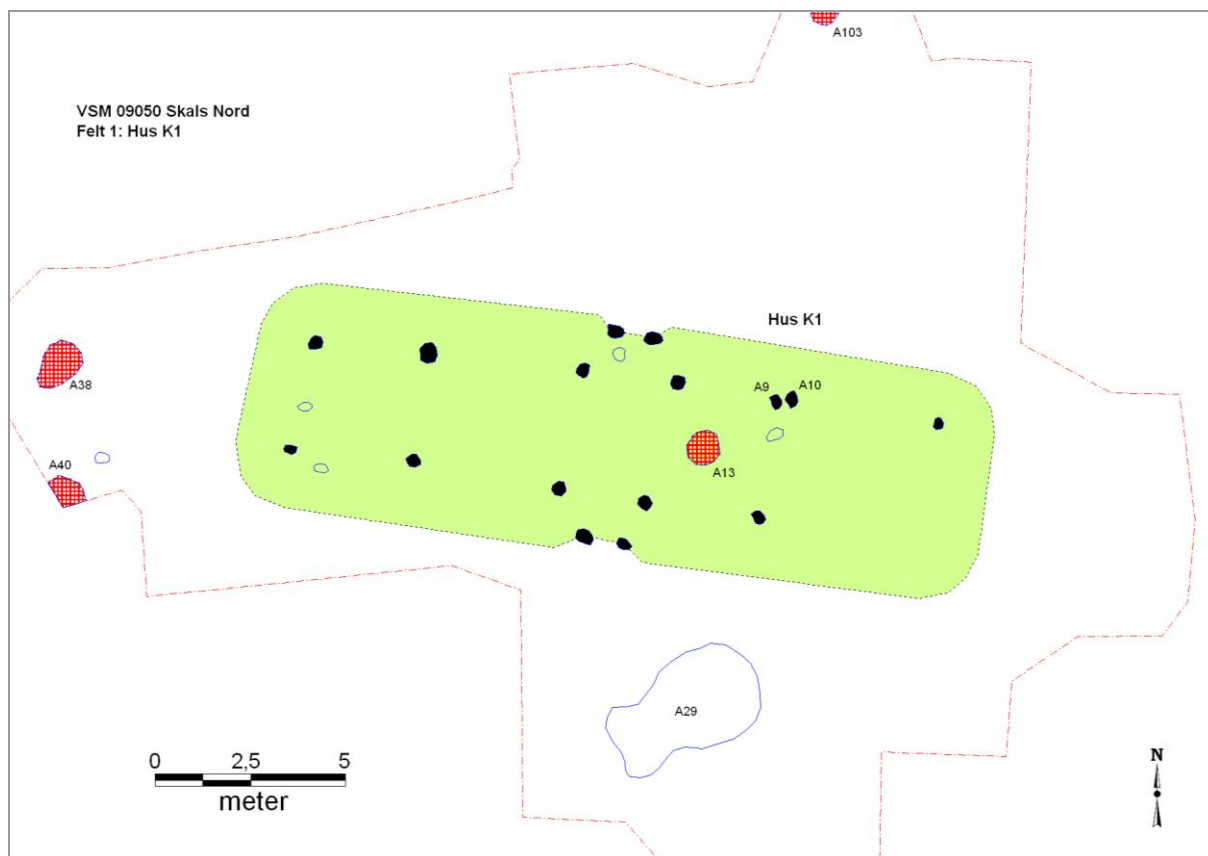 A103
VSM 09050 Skals Nord
Felt 1: Hus K1
Hus K1
A38
A9
A10
A13
A40
A29
0 2,5 5
meter
N